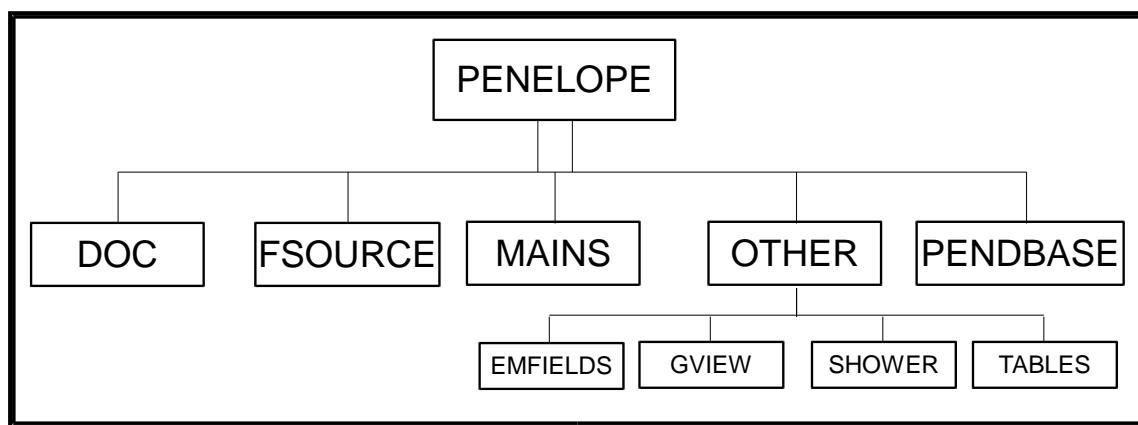 PENELOPE
DOC
FSOURCE
MAINS
OTHER
PENDBASE
EMFIELDS
GVIEW
SHOWER
TABLES